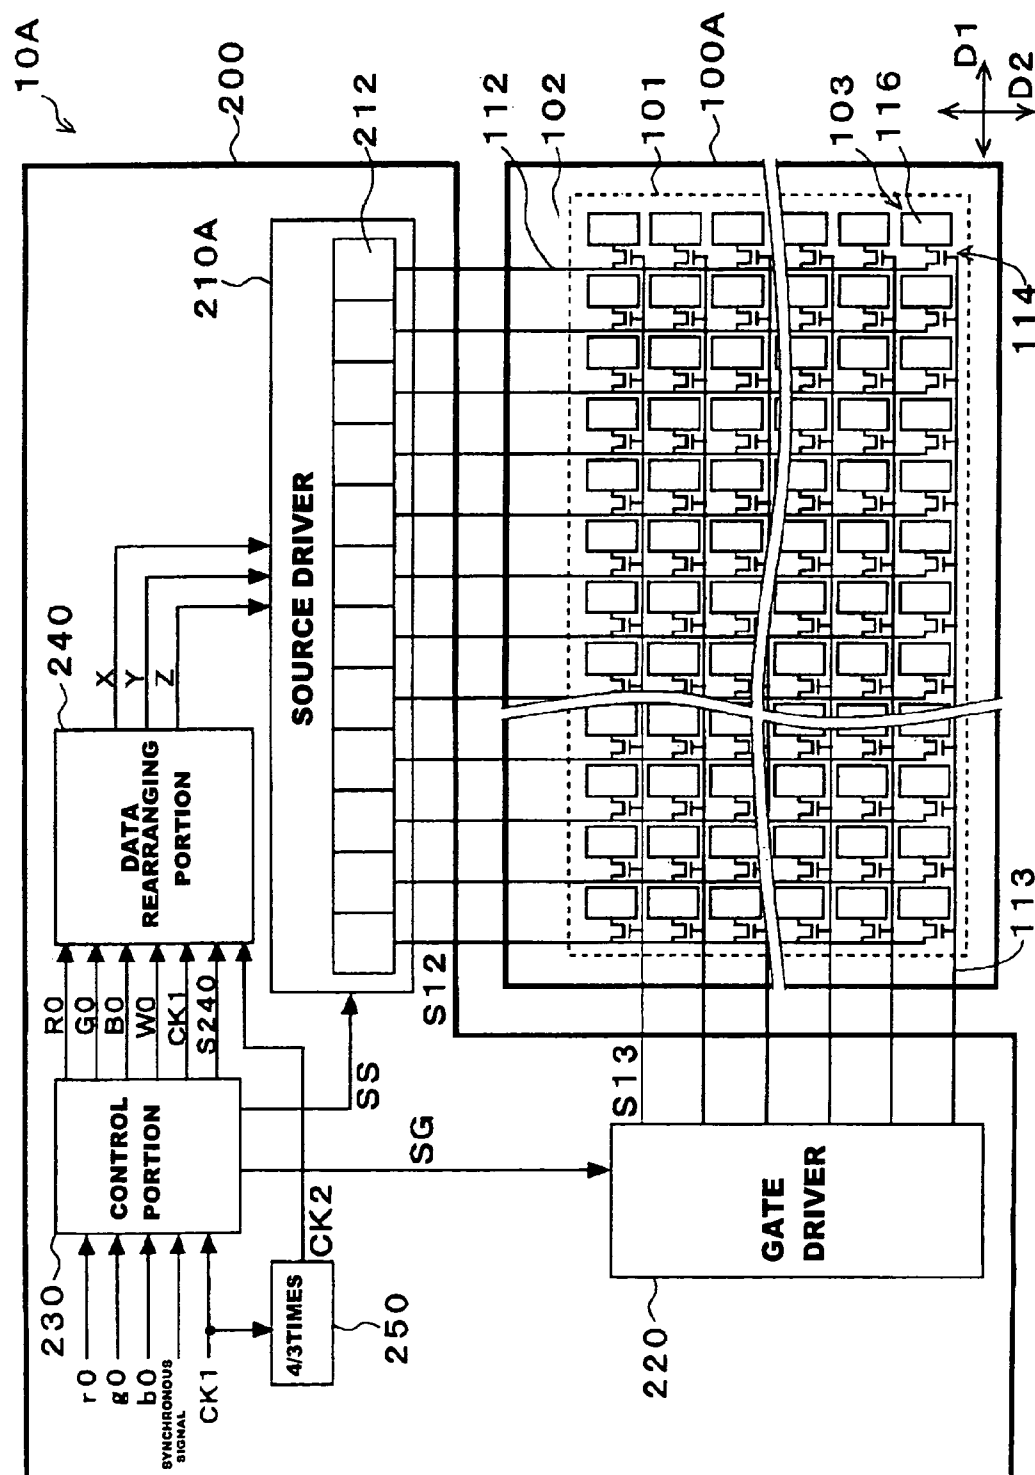 10A
200
210A
212
SOURCE DRIVER
240
X
Y
Z
DATA
REARRANGING
PORTION
R0
G0
B0
W0
CK1
S240
CONTROL
PORTION
230
r0
g0
b0
SYNCHRONOUS
SIGNAL
CK1
4/3TIMES
250
CK2
SS
SG
S12
S13
GATE
DRIVER
220
112
102
101
100A
103
116
114
113
D1
D2